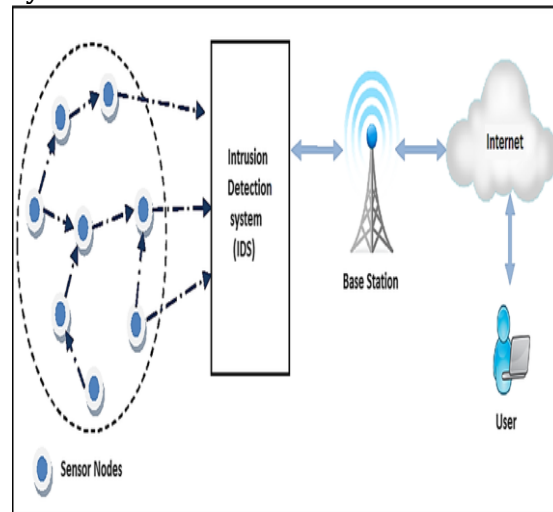 Intrusion
Detection
system
(IDS)
Internet
Base Station
User
Sensor Nodes